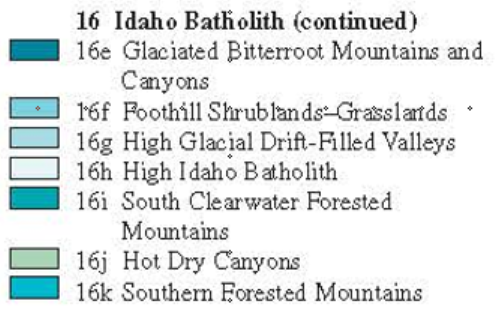 16 Idaho Batholith (continued)
16e Glaciated Bitterroot Mountains and
Canyons
16f Foothill Shrublands–Grasslands
16g High Glacial Drift-Filled Valleys
16h High Idaho Batholith
16i South Clearwater Forested
Mountains
16j Hot Dry Canyons
16k Southern Forested Mountains